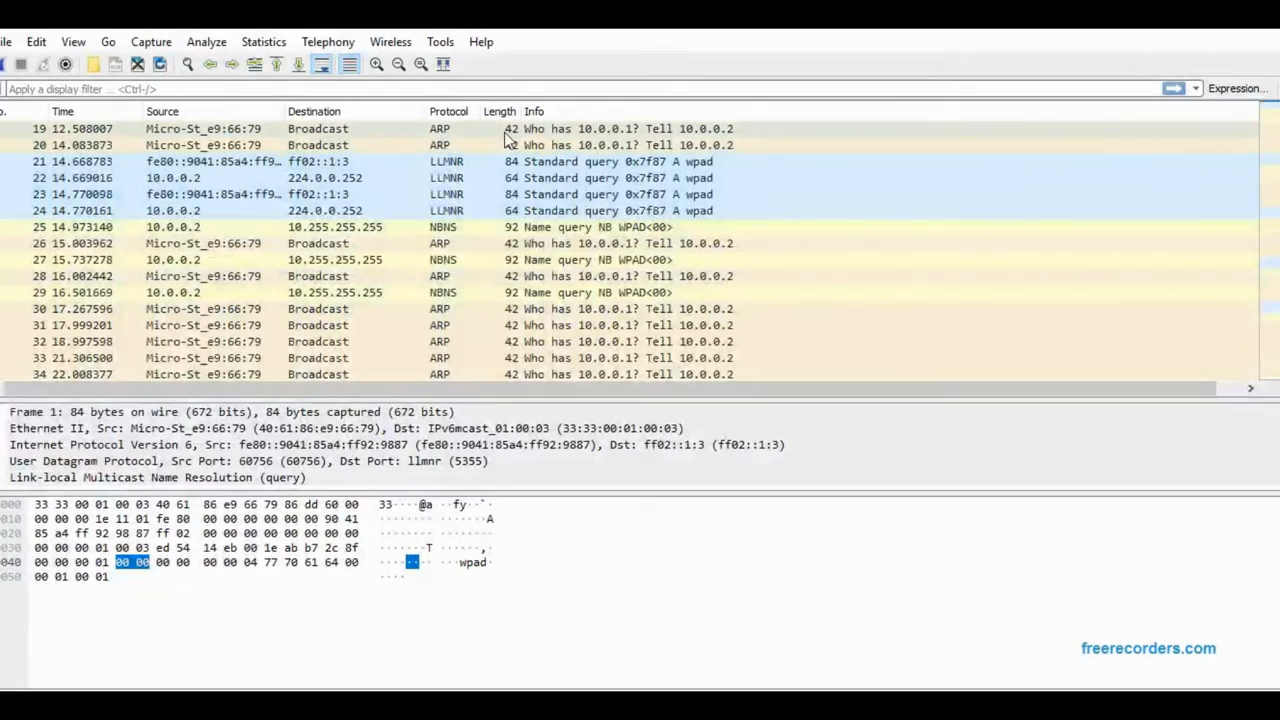 ile Edit View Go Capture Analyze Statistics Telephony Wireless Tools Help
Apply a display filter ... <Ctrl-/> Expression...
o. Time Source Destination Protocol Length Info
19 12.508007 Micro-St_e9:66:79 Broadcast ARP 42 Who has 10.0.0.1? Tell 10.0.0.2
20 14.083873 Micro-St_e9:66:79 Broadcast ARP 42 Who has 10.0.0.1? Tell 10.0.0.2
21 14.668783 fe80::9041:85a4:ff9… ff02::1:3 LLMNR 84 Standard query 0x7f87 A wpad
22 14.669016 10.0.0.2 224.0.0.252 LLMNR 64 Standard query 0x7f87 A wpad
23 14.770098 fe80::9041:85a4:ff9… ff02::1:3 LLMNR 84 Standard query 0x7f87 A wpad
24 14.770161 10.0.0.2 224.0.0.252 LLMNR 64 Standard query 0x7f87 A wpad
25 14.973140 10.0.0.2 10.255.255.255 NBNS 92 Name query NB WPAD<00>
26 15.003962 Micro-St_e9:66:79 Broadcast ARP 42 Who has 10.0.0.1? Tell 10.0.0.2
27 15.737278 10.0.0.2 10.255.255.255 NBNS 92 Name query NB WPAD<00>
28 16.002442 Micro-St_e9:66:79 Broadcast ARP 42 Who has 10.0.0.1? Tell 10.0.0.2
29 16.501669 10.0.0.2 10.255.255.255 NBNS 92 Name query NB WPAD<00>
30 17.267596 Micro-St_e9:66:79 Broadcast ARP 42 Who has 10.0.0.1? Tell 10.0.0.2
31 17.999201 Micro-St_e9:66:79 Broadcast ARP 42 Who has 10.0.0.1? Tell 10.0.0.2
32 18.997598 Micro-St_e9:66:79 Broadcast ARP 42 Who has 10.0.0.1? Tell 10.0.0.2
33 21.306500 Micro-St_e9:66:79 Broadcast ARP 42 Who has 10.0.0.1? Tell 10.0.0.2
34 22.008377 Micro-St_e9:66:79 Broadcast ARP 42 Who has 10.0.0.1? Tell 10.0.0.2
Frame 1: 84 bytes on wire (672 bits), 84 bytes captured (672 bits)
Ethernet II, Src: Micro-St_e9:66:79 (40:61:86:e9:66:79), Dst: IPv6mcast_01:00:03 (33:33:00:01:00:03)
Internet Protocol Version 6, Src: fe80::9041:85a4:ff92:9887 (fe80::9041:85a4:ff92:9887), Dst: ff02::1:3 (ff02::1:3)
User Datagram Protocol, Src Port: 60756 (60756), Dst Port: llmnr (5355)
Link-local Multicast Name Resolution (query)
000 33 33 00 01 00 03 40 61 86 e9 66 79 86 dd 60 00 33····@a ··fy··`·
010 00 00 00 1e 11 01 fe 80 00 00 00 00 00 00 90 41 ········ ·······A
020 85 a4 ff 92 98 87 ff 02 00 00 00 00 00 00 00 00 ········ ········
030 00 00 00 01 00 03 ed 54 14 eb 00 1e ab b7 2c 8f ·······T ······,·
040 00 00 00 01 00 00 00 00 00 00 04 77 70 61 64 00 ········ ···wpad·
050 00 01 00 01 ····
freerecorders.com